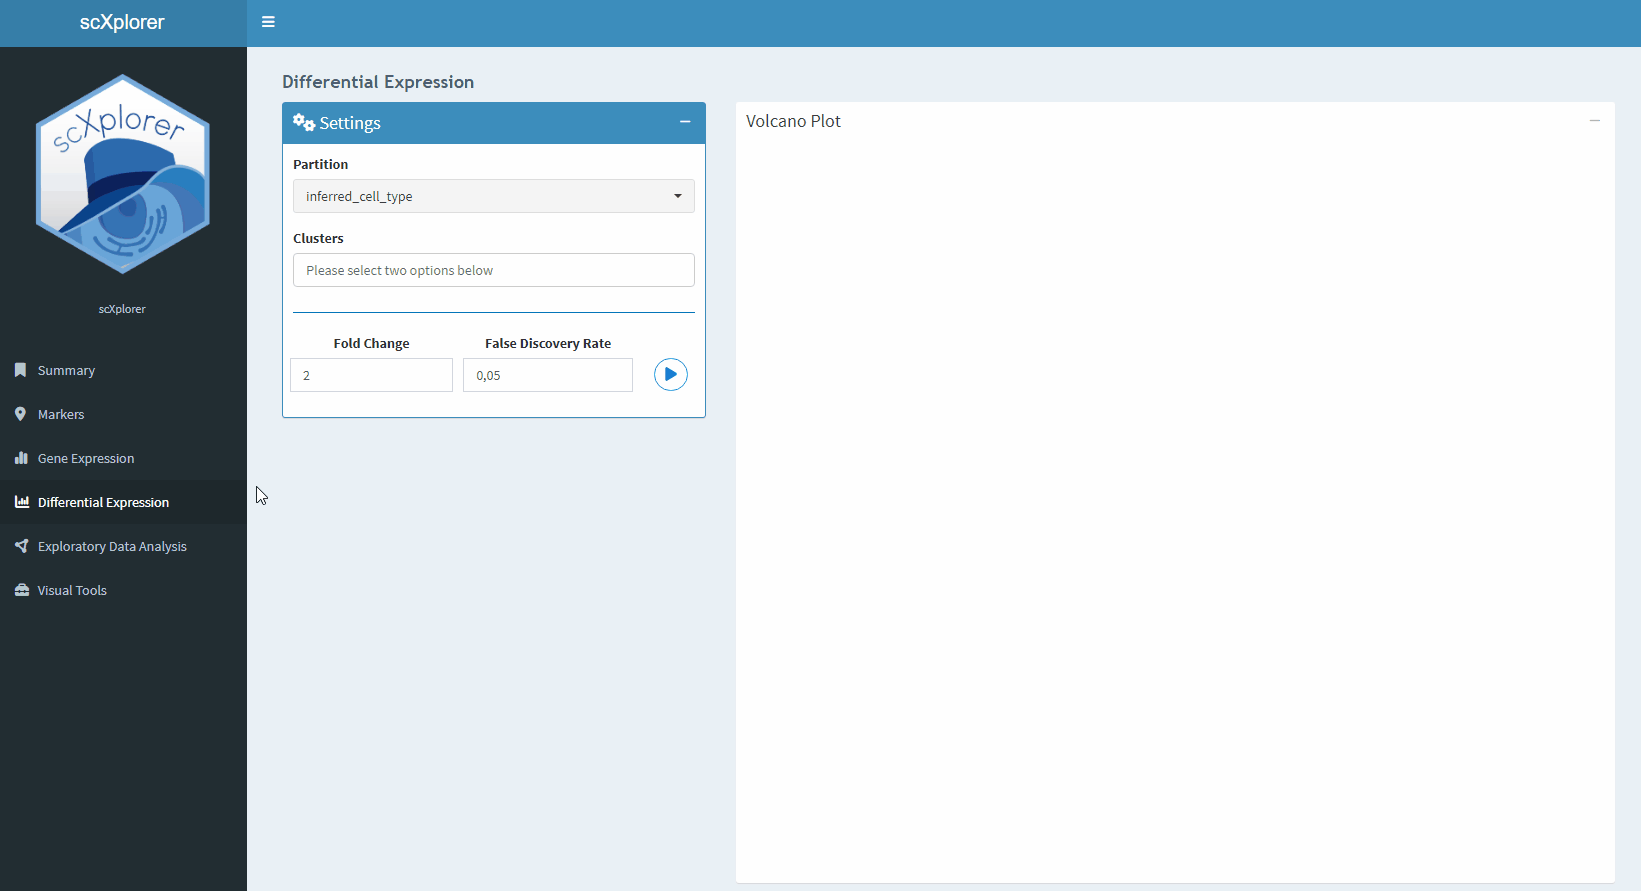 scXplorer
scXplorer
scXplorer
Summary
Markers
Gene Expression
Differential Expression
Exploratory Data Analysis
Visual Tools
Differential Expression
Settings
Partition
inferred_cell_type
Clusters
Please select two options below
Fold Change
False Discovery Rate
2
0,05
Volcano Plot